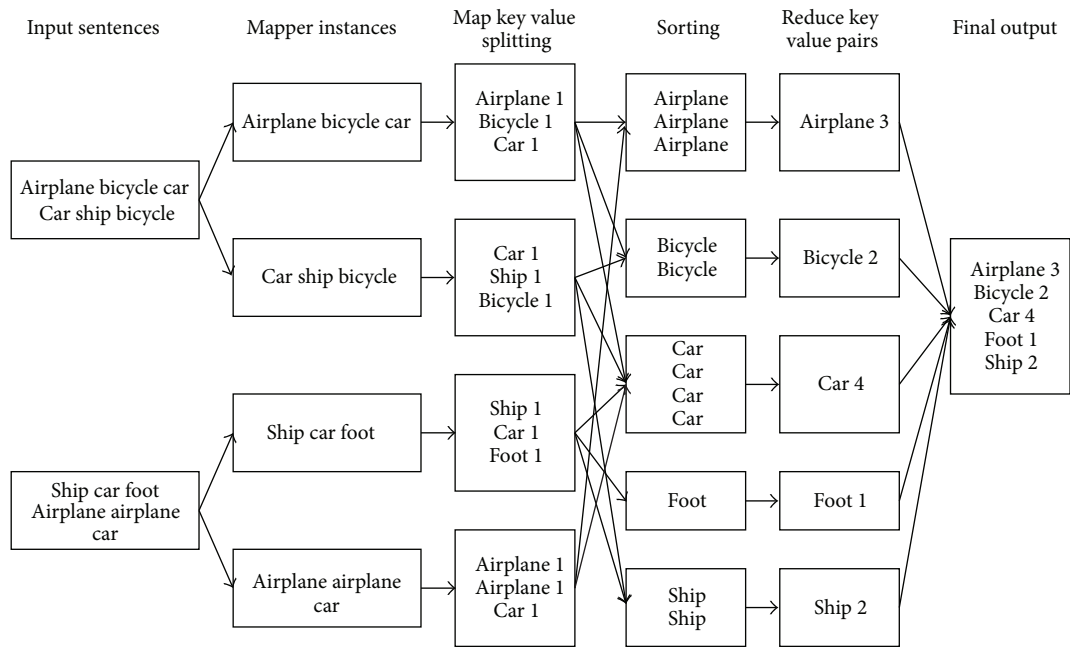 Input sentences
Mapper instances
Map key value
splitting
Sorting
Reduce key
value pairs
Final output
Airplane bicycle car
Car ship bicycle
Ship car foot
Airplane airplane
car
Airplane bicycle car
Car ship bicycle
Ship car foot
Airplane airplane
car
Airplane 1
Bicycle 1
Car 1
Car 1
Ship 1
Bicycle 1
Ship 1
Car 1
Foot 1
Airplane 1
Airplane 1
Car 1
Airplane
Airplane
Airplane
Bicycle
Bicycle
Car
Car
Car
Car
Foot
Ship
Ship
Airplane 3
Bicycle 2
Car 4
Foot 1
Ship 2
Airplane 3
Bicycle 2
Car 4
Foot 1
Ship 2